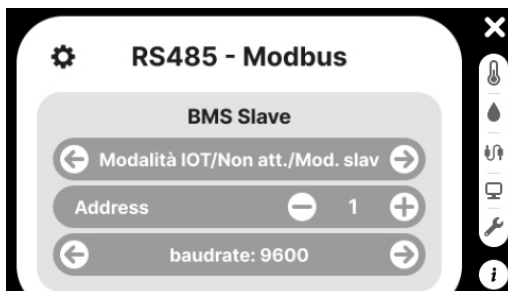 RS485 - Modbus
BMS Slave
Modalità IOT/Non att./Mod. slav
Address 1
baudrate: 9600